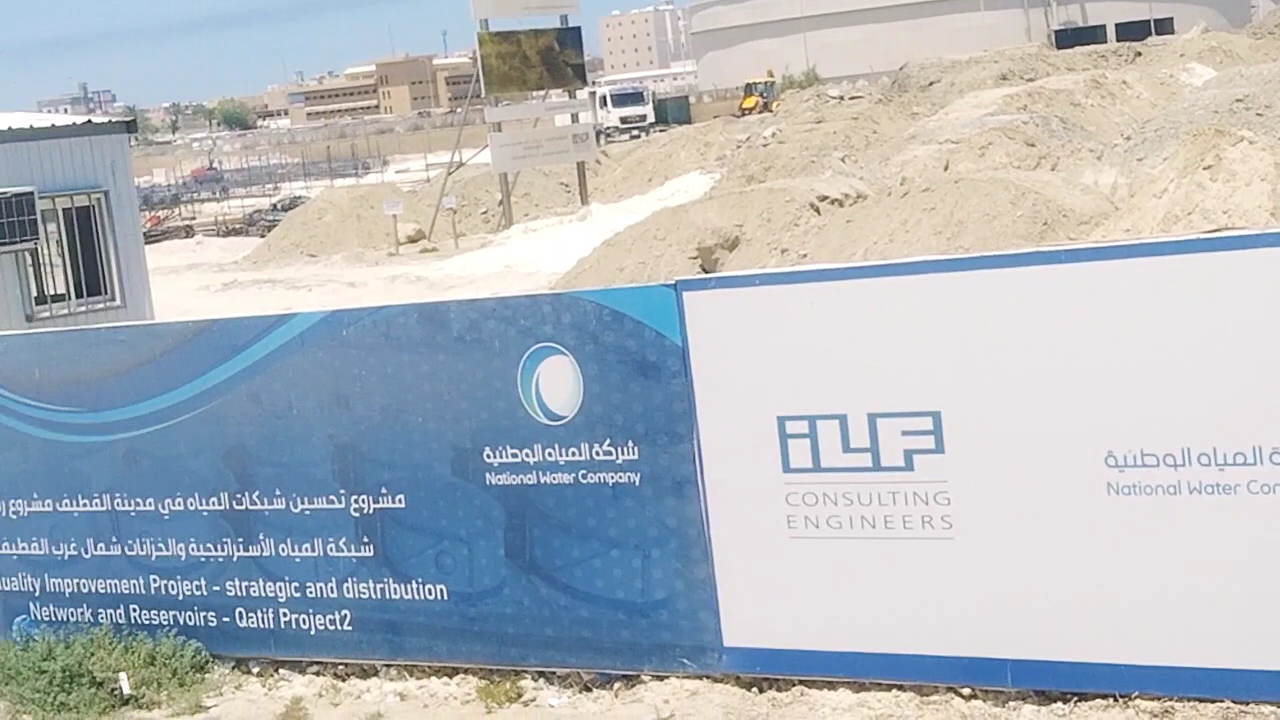 شركة المياه الوطنية
National Water Company
مشروع تحسين شبكات المياه في مدينة القطيف مشروع
شبكة المياه الأستراتيجية والخزانات شمال غرب القطيف
uality Improvement Project - strategic and distribution
Network and Reservoirs - Qatif Project2
iLF
CONSULTING
ENGINEERS
المياه الوطنية
National Water Com